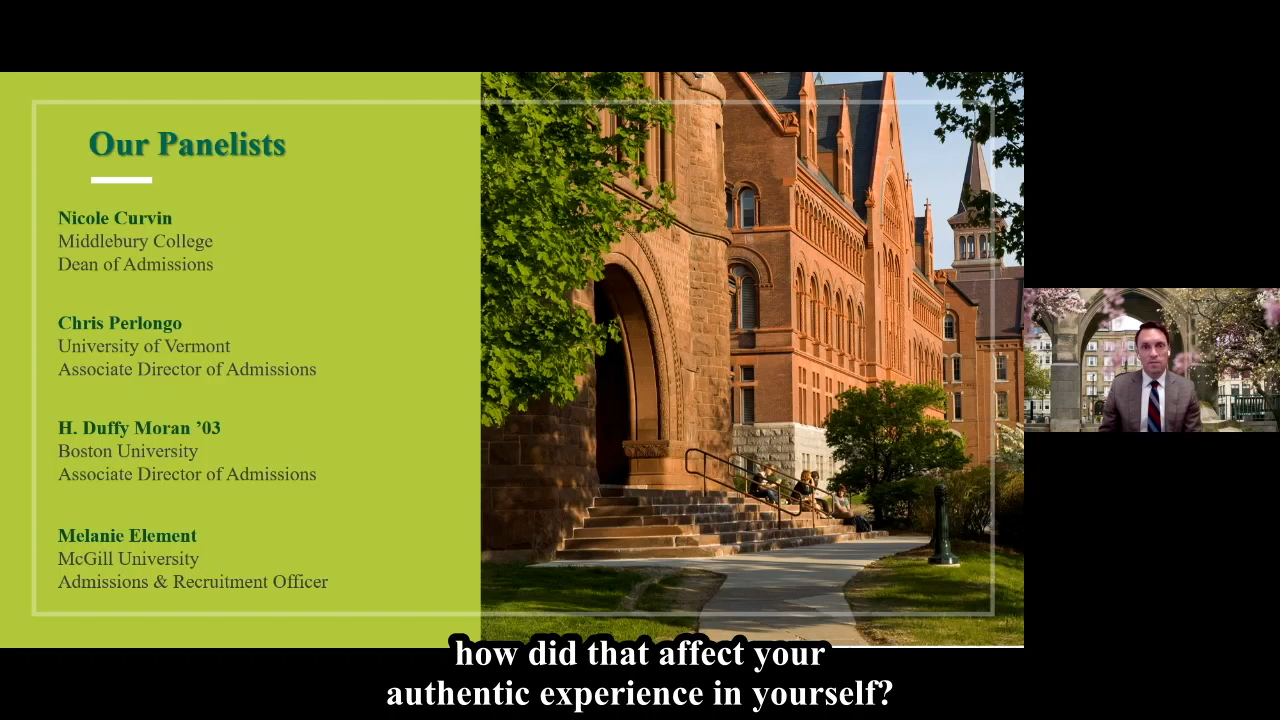 Our Panelists
Nicole Curvin
Middlebury College
Dean of Admissions
Chris Perlongo
University of Vermont
Associate Director of Admissions
H. Duffy Moran ’03
Boston University
Associate Director of Admissions
Melanie Element
McGill University
Admissions & Recruitment Officer
how did that affect your
authentic experience in yourself?